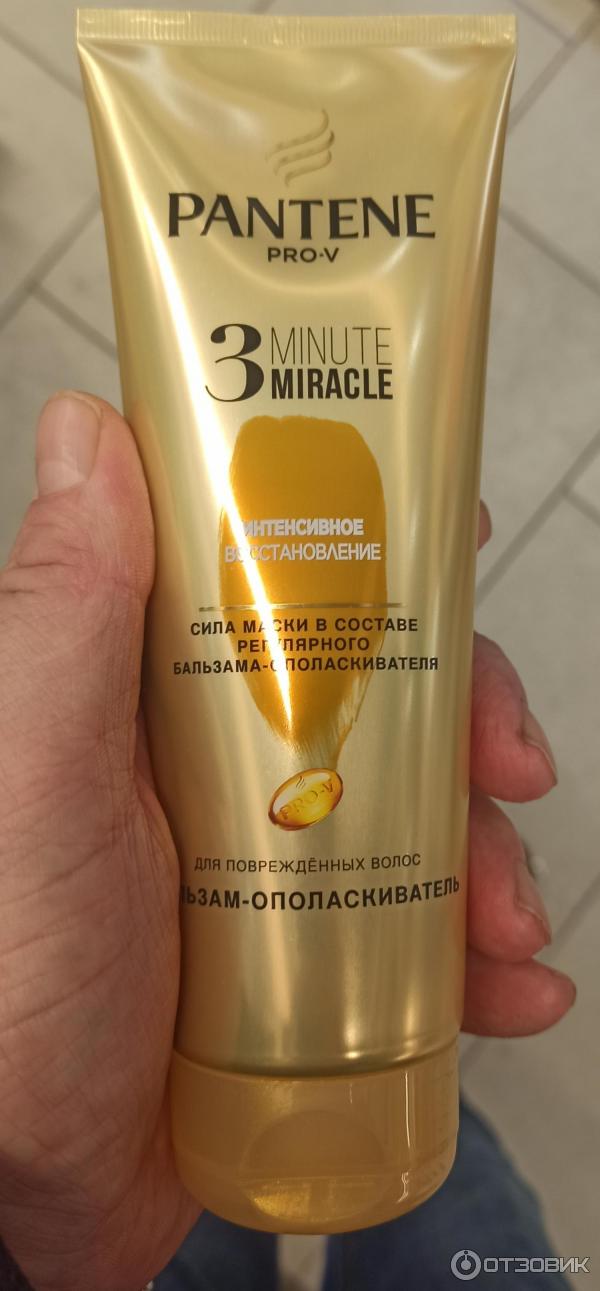 PANTENE
PRO-V
3 MINUTE
MIRACLE
ИНТЕНСИВНОЕ
ВОССТАНОВЛЕНИЕ
СИЛА МАСКИ В СОСТАВЕ
РЕГУЛЯРНОГО
БАЛЬЗАМА-ОПОЛАСКИВАТЕЛЯ
PRO-V
ДЛЯ ПОВРЕЖДЁННЫХ ВОЛОС
ЛЬЗАМ-ОПОЛАСКИВАТЕЛЬ
ОТЗОВИК